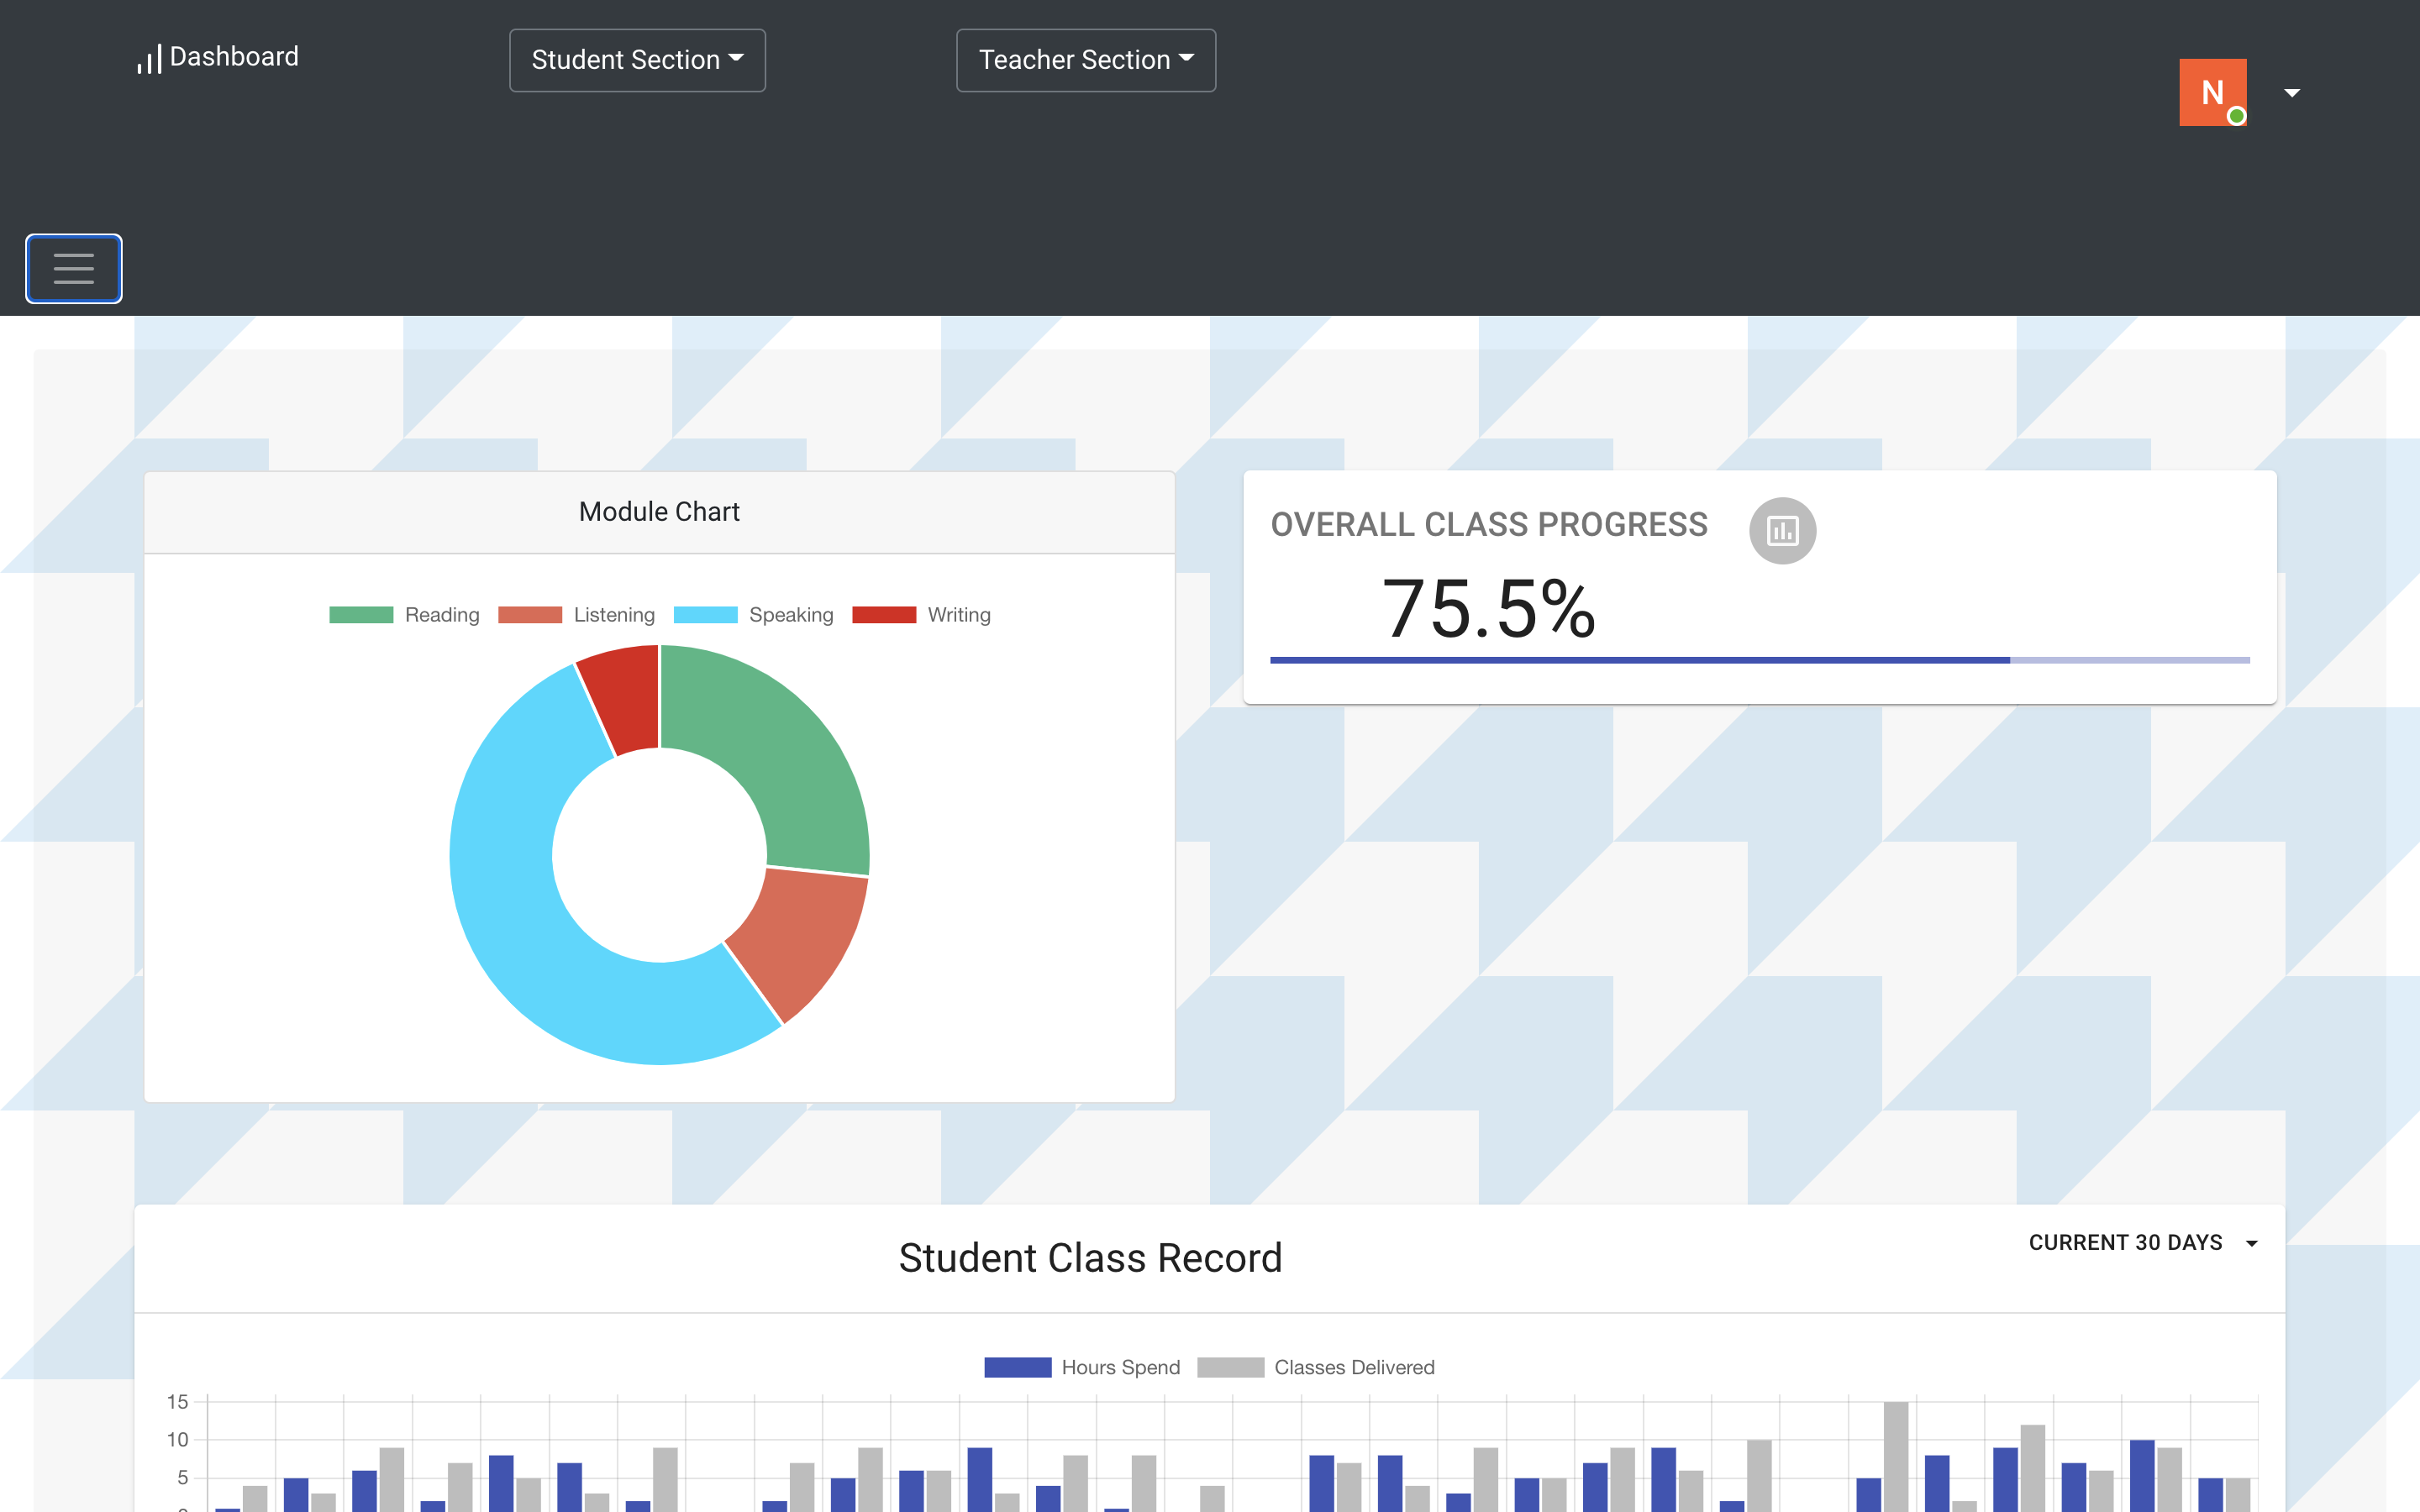 Dashboard
Student Section
Teacher Section
N
Module Chart
Reading Listening Speaking Writing
OVERALL CLASS PROGRESS
75.5%
Student Class Record
CURRENT 30 DAYS
Hours Spend Classes Delivered
15
10
5